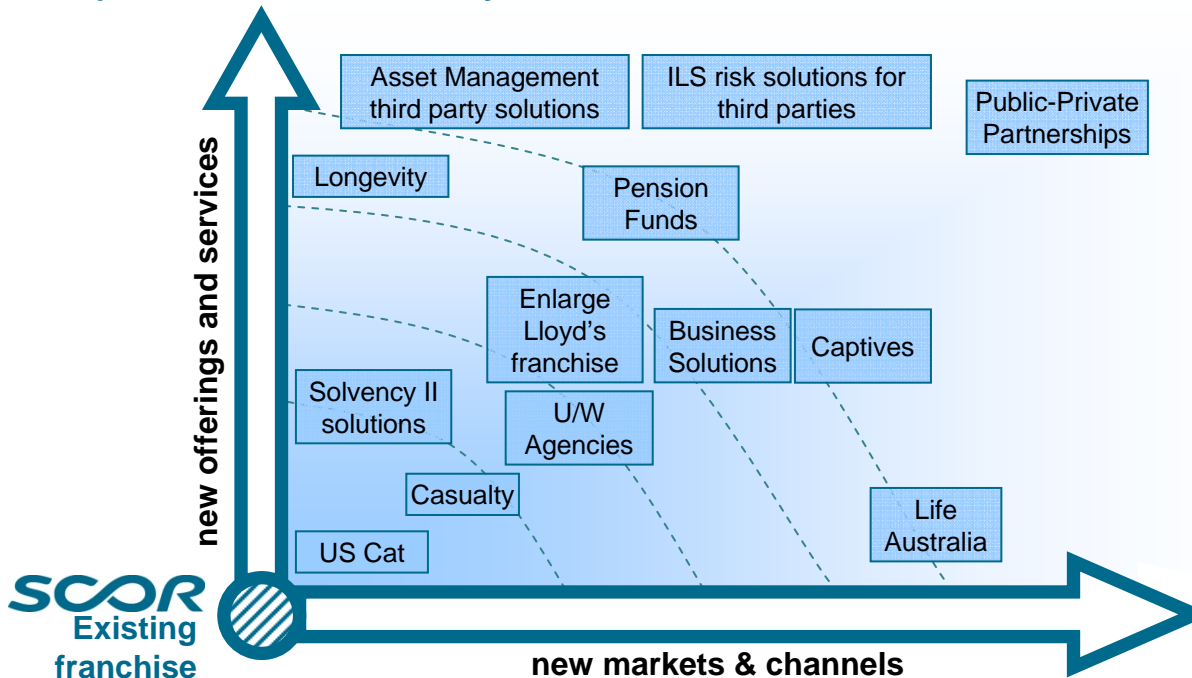 Asset Management
third party solutions
ILS risk solutions for
third parties
Public-Private
Partnerships
Longevity
Pension
Funds
new offerings and services
Enlarge
Lloyd's
franchise
Business
Solutions
Captives
Solvency II
solutions
U/W
Agencies
Casualty
Life
Australia
US Cat
SCOR
Existing
franchise
new markets & channels